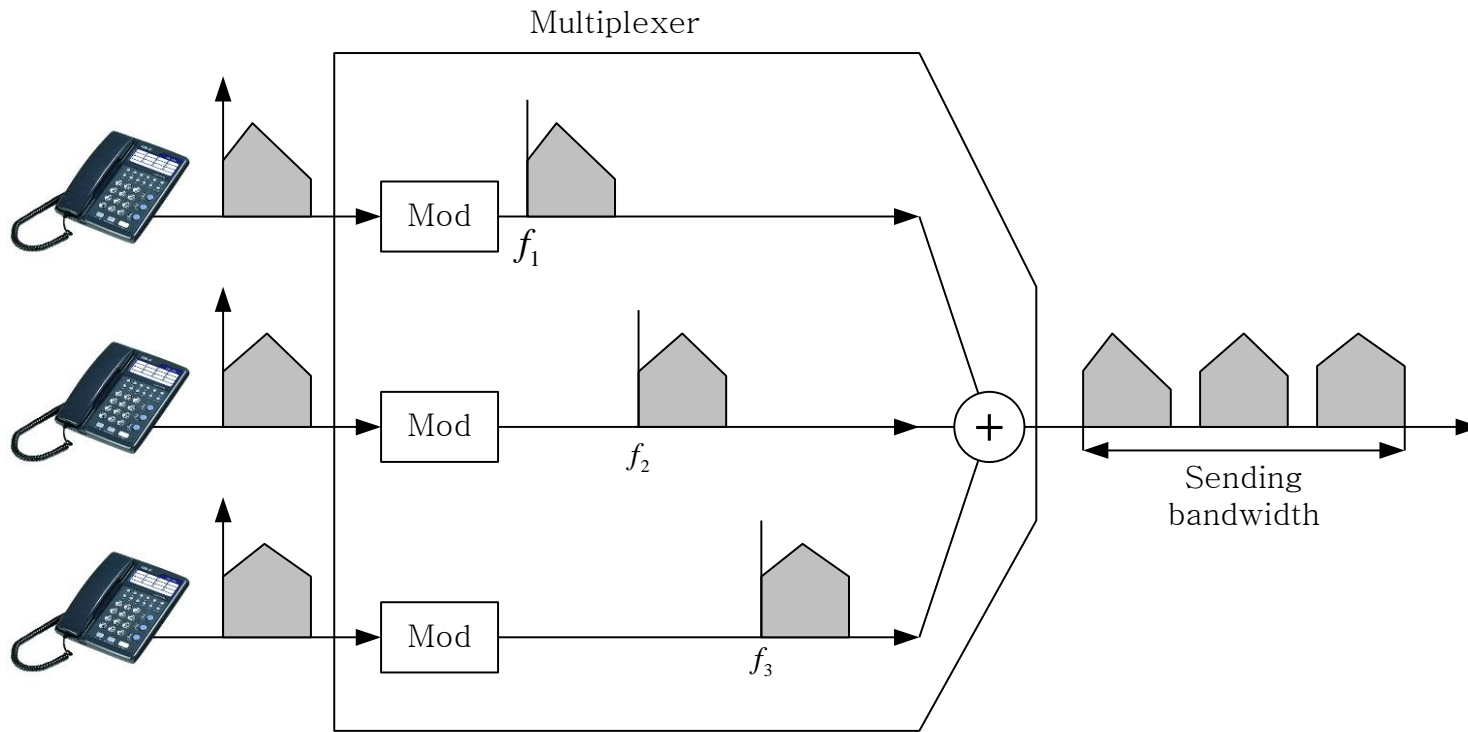 Multiplexer
Mod
f₁
Mod
f₂
Mod
f₃
+
Sending
bandwidth